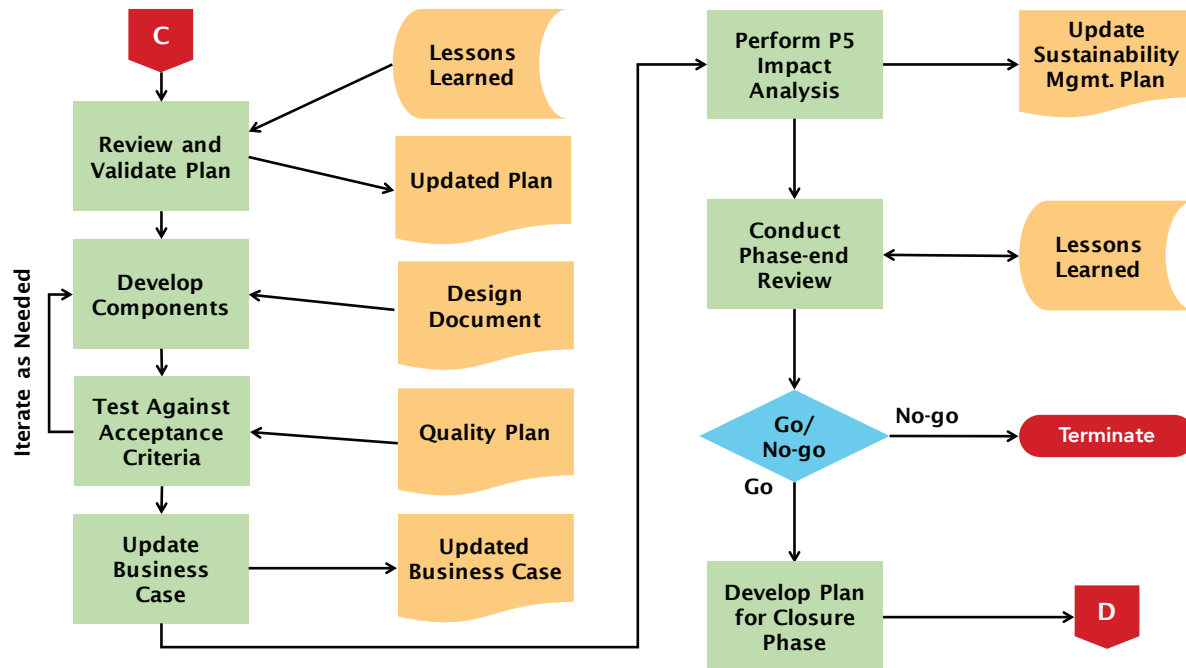 C
Lessons
Learned
Review and
Validate Plan
Updated Plan
Iterate as Needed
Develop
Components
Design
Document
Test Against
Acceptance
Criteria
Quality Plan
Update
Business
Case
Updated
Business Case
Perform P5
Impact
Analysis
Update
Sustainability
Mgmt. Plan
Conduct
Phase-end
Review
Lessons
Learned
Go/
No-go
No-go
Terminate
Go
Develop Plan
for Closure
Phase
D